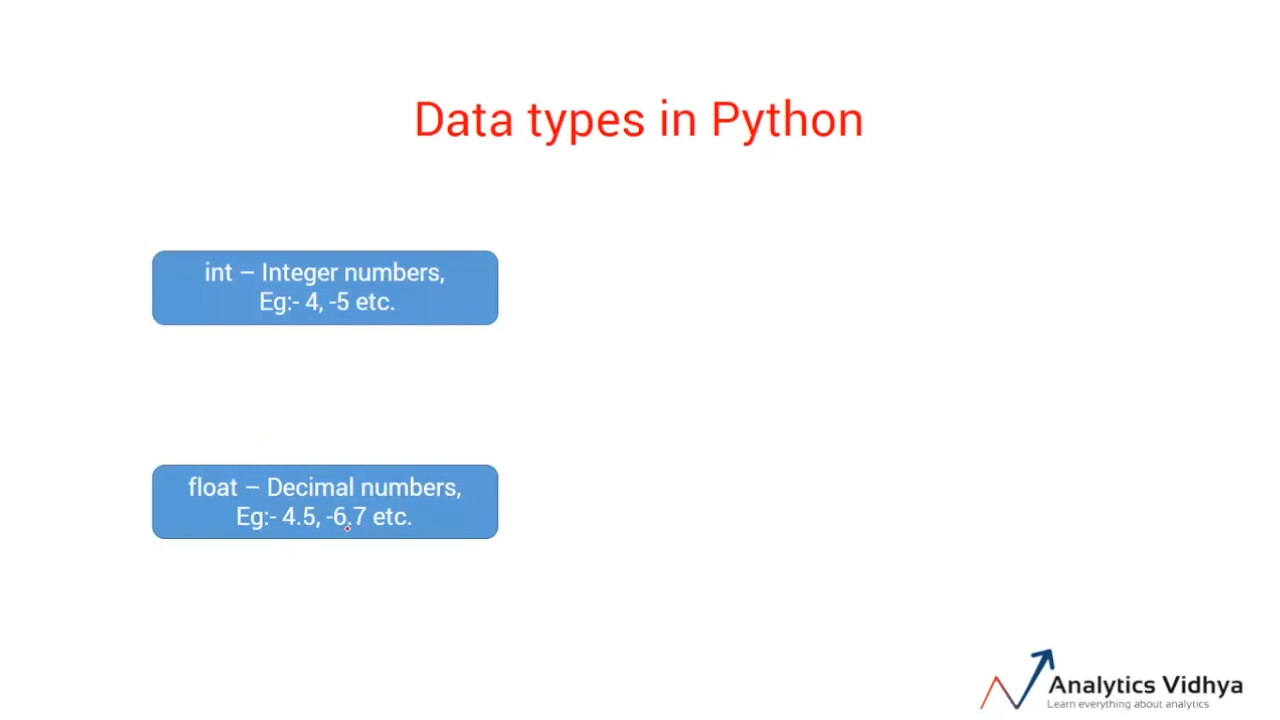 Data types in Python
int – Integer numbers,
Eg:- 4, -5 etc.
float – Decimal numbers,
Eg:- 4.5, -6.7 etc.
Analytics Vidhya
Learn everything about analytics